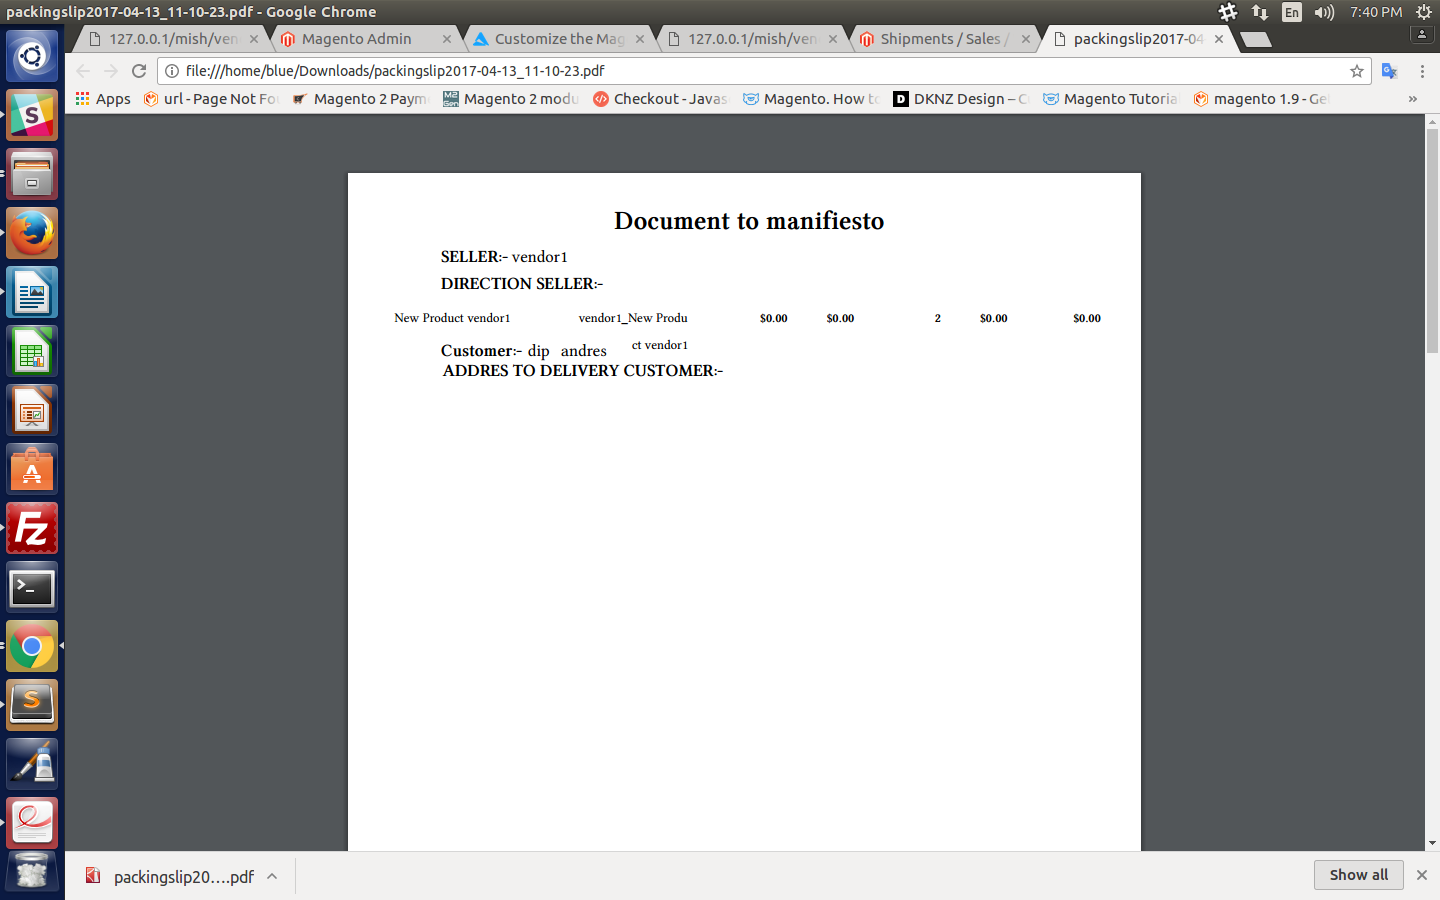 packingslip2017-04-13_11-10-23.pdf - Google Chrome
En
7:40 PM
127.0.0.1/mish/ven
Magento Admin
Customize the Mag
127.0.0.1/mish/ven
Shipments / Sales /
packingslip2017-04
file:///home/blue/Downloads/packingslip2017-04-13_11-10-23.pdf
Apps
url - Page Not Fou
Magento 2 Paym
Magento 2 modu
Checkout - Javas
Magento. How to
DKNZ Design – C
Magento Tutoria
magento 1.9 - Gel
»
Document to manifiesto
SELLER:- vendor1
DIRECTION SELLER:-
New Product vendor1 vendor1_New Produ $0.00 $0.00 2 $0.00 $0.00
ct vendor1
Customer:- dip andres
ADDRES TO DELIVERY CUSTOMER:-
packingslip20....pdf
Show all